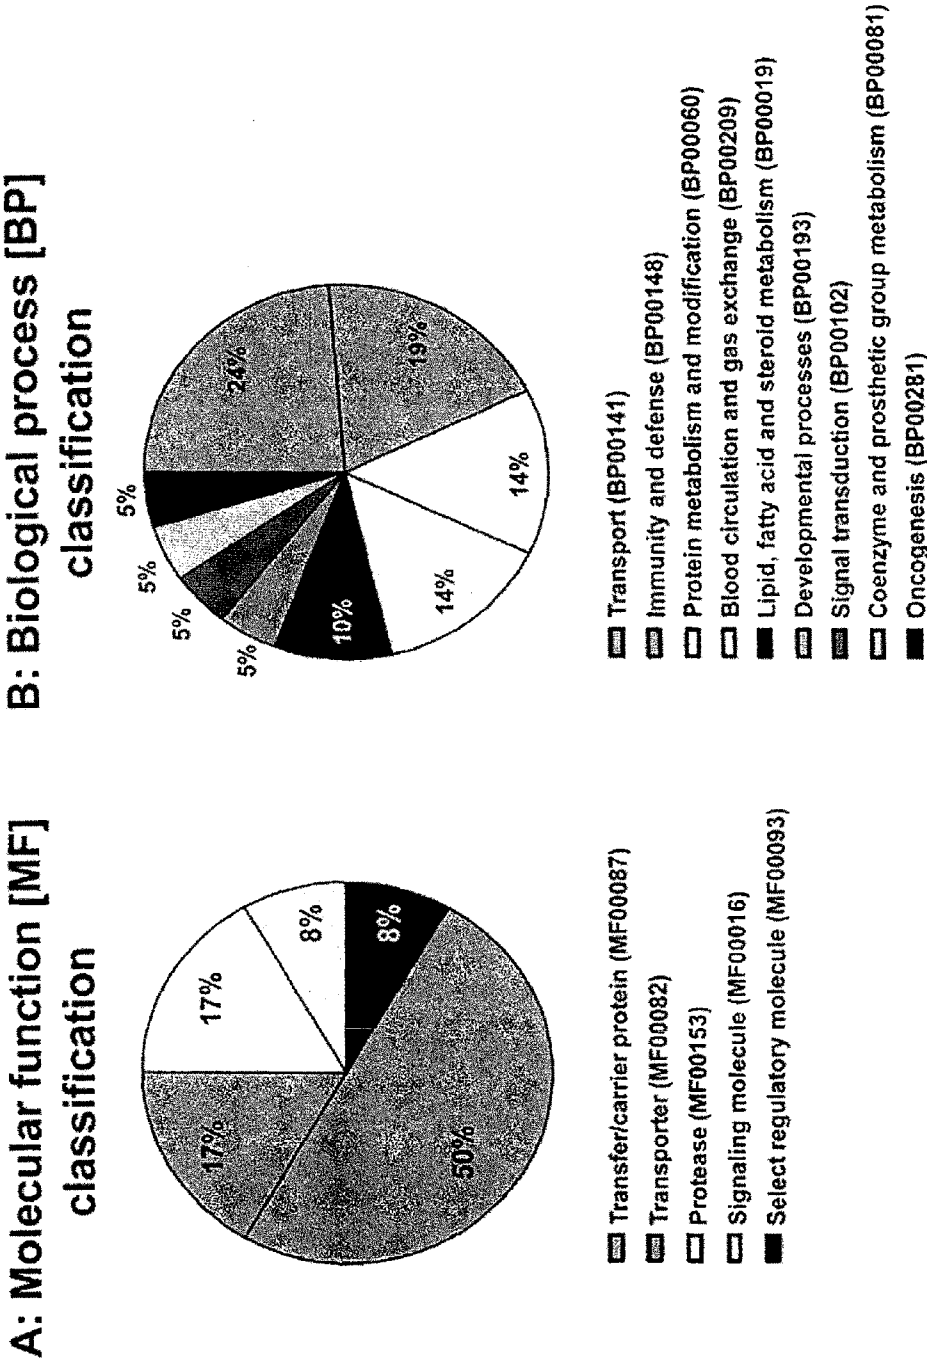 A: Molecular function [MF]
classification
17%
8%
8%
50%
17%
Transfer/carrier protein (MF00087)
Transporter (MF00082)
Protease (MF00153)
Signaling molecule (MF00016)
Select regulatory molecule (MF00093)
B: Biological process [BP]
classification
24%
19%
14%
14%
10%
5%
5%
5%
5%
Transport (BP00141)
Immunity and defense (BP00148)
Protein metabolism and modification (BP00060)
Blood circulation and gas exchange (BP00209)
Lipid, fatty acid and steroid metabolism (BP00019)
Developmental processes (BP00193)
Signal transduction (BP00102)
Coenzyme and prosthetic group metabolism (BP00081)
Oncogenesis (BP00281)